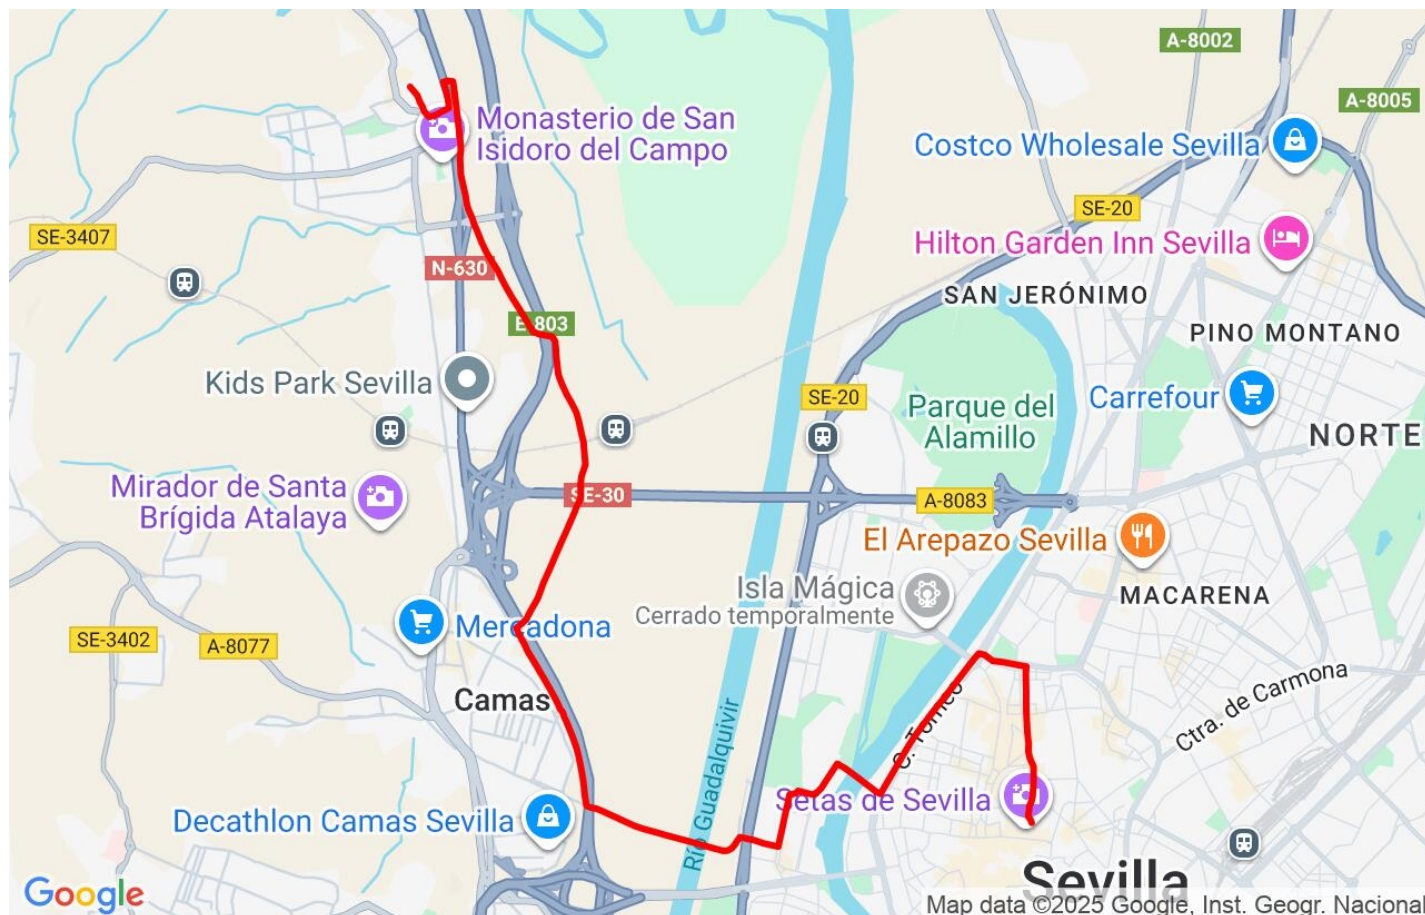 A-8002
A-8005
Monasterio de San
Isidoro del Campo
Costco Wholesale Sevilla
SE-20
SE-3407
Hilton Garden Inn Sevilla
N-630
SAN JERÓNIMO
E-803
PINO MONTANO
Kids Park Sevilla
SE-20
Parque del
Alamillo
Carrefour
NORTE
Mirador de Santa
Brígida Atalaya
SE-30
A-8083
El Arepazo Sevilla
Isla Mágica
Cerrado temporalmente
MACARENA
Mercadona
SE-3402
A-8077
Camas
C. Torneo
Ctra. de Carmona
Río Guadalquivir
Setas de Sevilla
Decathlon Camas Sevilla
Sevilla
Google
Map data ©2025 Google, Inst. Geogr. Naciona